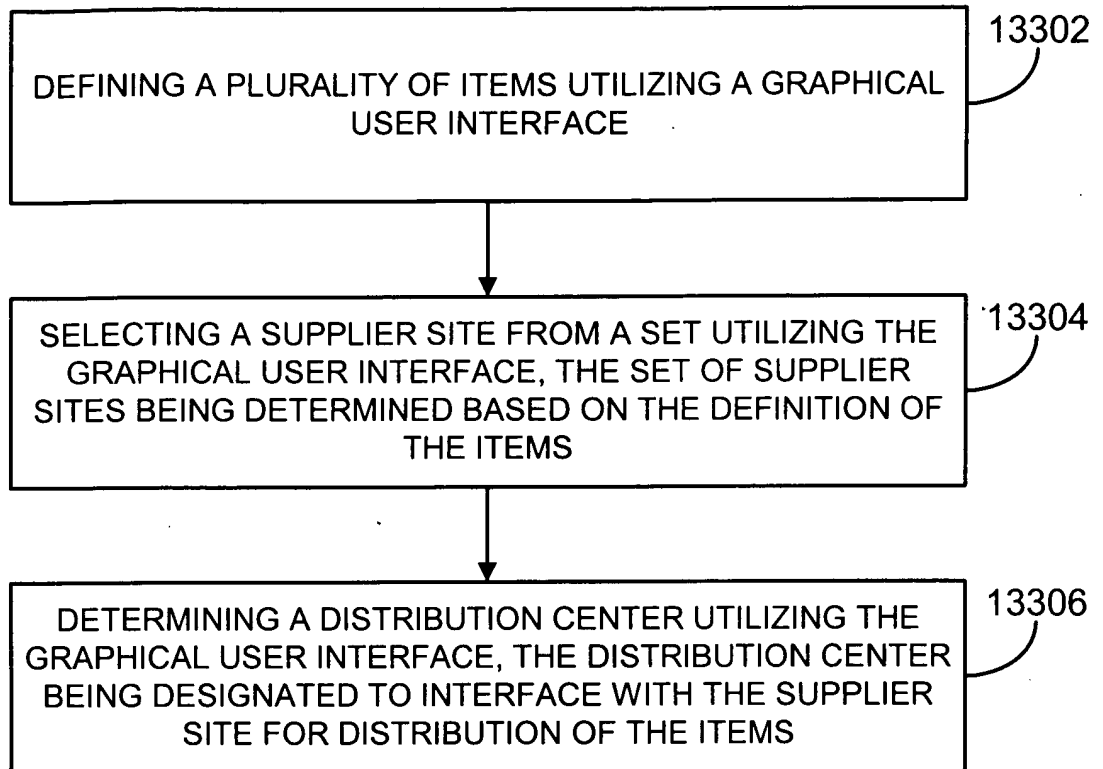 13302
DEFINING A PLURALITY OF ITEMS UTILIZING A GRAPHICAL
USER INTERFACE
13304
SELECTING A SUPPLIER SITE FROM A SET UTILIZING THE
GRAPHICAL USER INTERFACE, THE SET OF SUPPLIER
SITES BEING DETERMINED BASED ON THE DEFINITION OF
THE ITEMS
13306
DETERMINING A DISTRIBUTION CENTER UTILIZING THE
GRAPHICAL USER INTERFACE, THE DISTRIBUTION CENTER
BEING DESIGNATED TO INTERFACE WITH THE SUPPLIER
SITE FOR DISTRIBUTION OF THE ITEMS